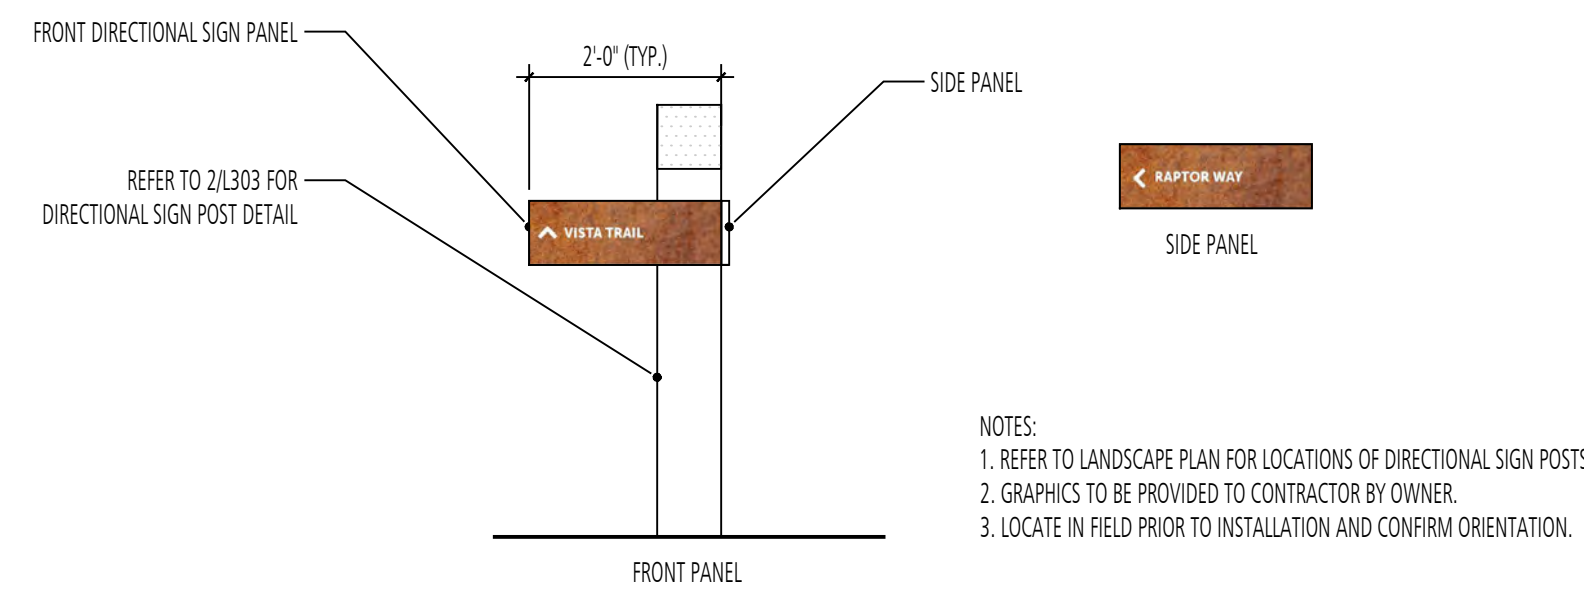 FRONT DIRECTIONAL SIGN PANEL
2'-0" (TYP.)
SIDE PANEL
REFER TO 2/L303 FOR
DIRECTIONAL SIGN POST DETAIL
VISTA TRAIL
RAPTOR WAY
SIDE PANEL
NOTES:
1. REFER TO LANDSCAPE PLAN FOR LOCATIONS OF DIRECTIONAL SIGN POSTS
2. GRAPHICS TO BE PROVIDED TO CONTRACTOR BY OWNER.
3. LOCATE IN FIELD PRIOR TO INSTALLATION AND CONFIRM ORIENTATION.
FRONT PANEL